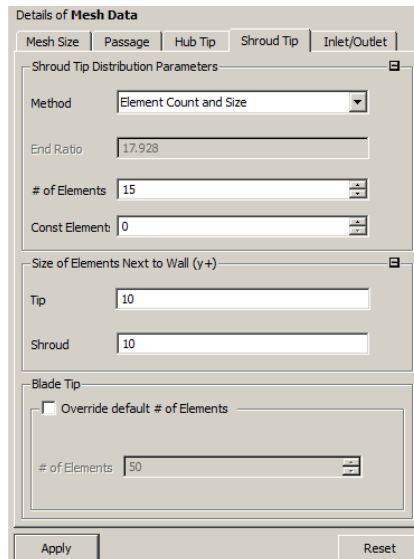 Details of Mesh Data
Mesh Size Passage Hub Tip Shroud Tip Inlet/Outlet
Shroud Tip Distribution Parameters
Method Element Count and Size
End Ratio 17.928
# of Elements 15
Const Element: 0
Size of Elements Next to Wall (y+)
Tip 10
Shroud 10
Blade Tip
Override default # of Elements
# of Elements 50
Apply Reset